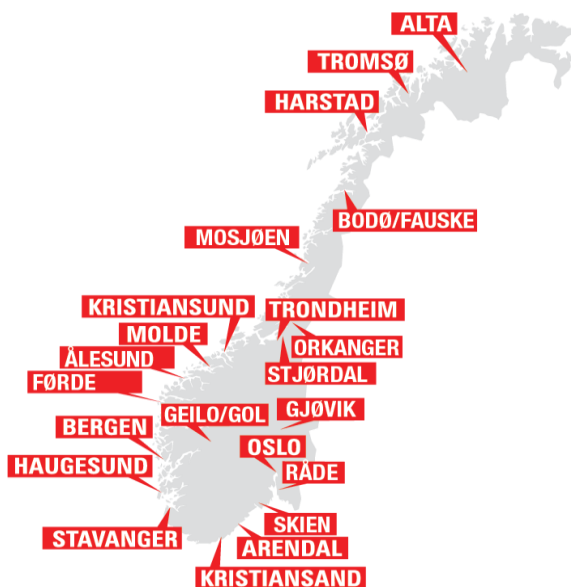 ALTA
TROMSØ
HARSTAD
BODØ/FAUSKE
MOSJØEN
KRISTIANSUND
TRONDHEIM
MOLDE
ORKANGER
ÅLESUND
STJØRDAL
FØRDE
GEILO/GOL
GJØVIK
BERGEN
OSLO
HAUGESUND
RÅDE
SKIEN
STAVANGER
ARENDAL
KRISTIANSAND